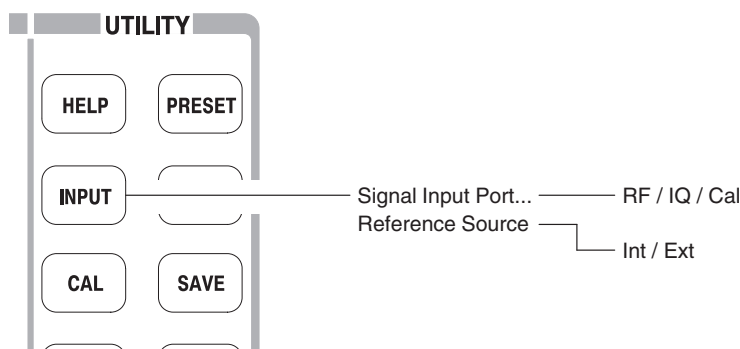 UTILITY
HELP PRESET
INPUT Signal Input Port... RF / IQ / Cal
Reference Source
Int / Ext
CAL SAVE